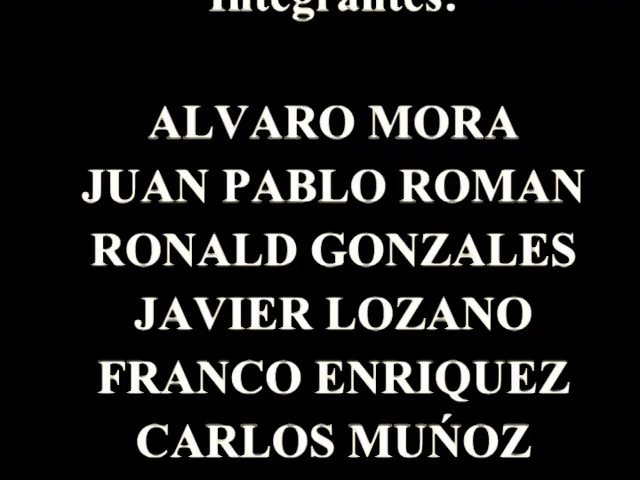 Integrantes:
ALVARO MORA
JUAN PABLO ROMAN
RONALD GONZALES
JAVIER LOZANO
FRANCO ENRIQUEZ
CARLOS MUŃOZ